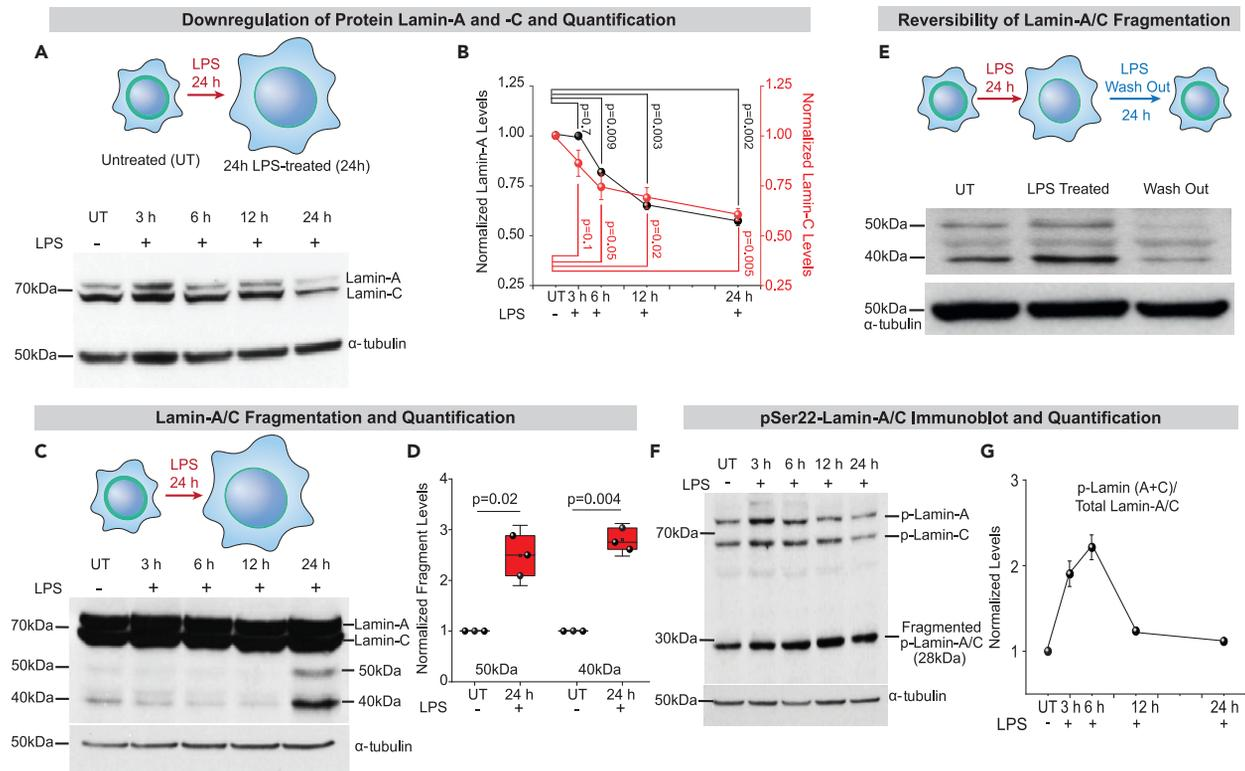 Downregulation of Protein Lamin-A and -C and Quantification
A
LPS
24 h
Untreated (UT)
24h LPS-treated (24h)
UT 3 h 6 h 12 h 24 h
LPS - + + + +
Lamin-A
70kDa
Lamin-C
50kDa
α-tubulin
B
Normalized Lamin-A Levels
1.25
1.00
0.75
0.50
0.25
p=0.7
p=0.009
p=0.003
p=0.002
p=0.1
p=0.05
p=0.02
p=0.005
1.25
1.00
0.75
0.50
0.25
Normalized Lamin-C Levels
UT 3 h 6 h 12 h 24 h
LPS - + + + +
Reversibility of Lamin-A/C Fragmentation
E
LPS
24 h
LPS
Wash Out
24 h
UT LPS Treated Wash Out
50kDa
40kDa
50kDa
α-tubulin
Lamin-A/C Fragmentation and Quantification
C
LPS
24 h
UT 3 h 6 h 12 h 24 h
LPS - + + + +
70kDa
Lamin-A
Lamin-C
50kDa
50kDa
40kDa
40kDa
50kDa
α-tubulin
D
Normalized Fragment Levels
4
3
2
1
0
p=0.02
p=0.004
50kDa
40kDa
UT 24 h UT 24 h
LPS - + - +
pSer22-Lamin-A/C Immunoblot and Quantification
F
UT 3 h 6 h 12 h 24 h
LPS - + + + +
p-Lamin-A
70kDa
p-Lamin-C
30kDa
Fragmented
p-Lamin-A/C
(28kDa)
50kDa
α-tubulin
G
Normalized Levels
3
2
1
p-Lamin (A+C)/
Total Lamin-A/C
UT 3 h 6 h 12 h 24 h
LPS - + + + +